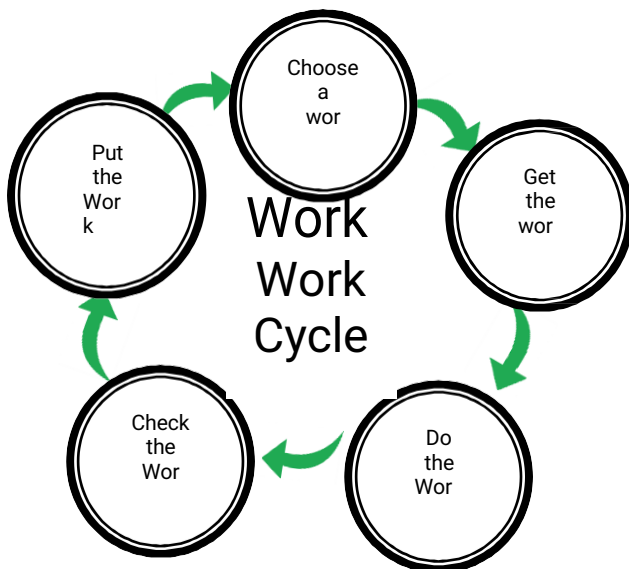 Choose
a
wor
Get
the
wor
Do
the
Wor
Check
the
Wor
Put
the
Wor
k
Work
Work
Cycle